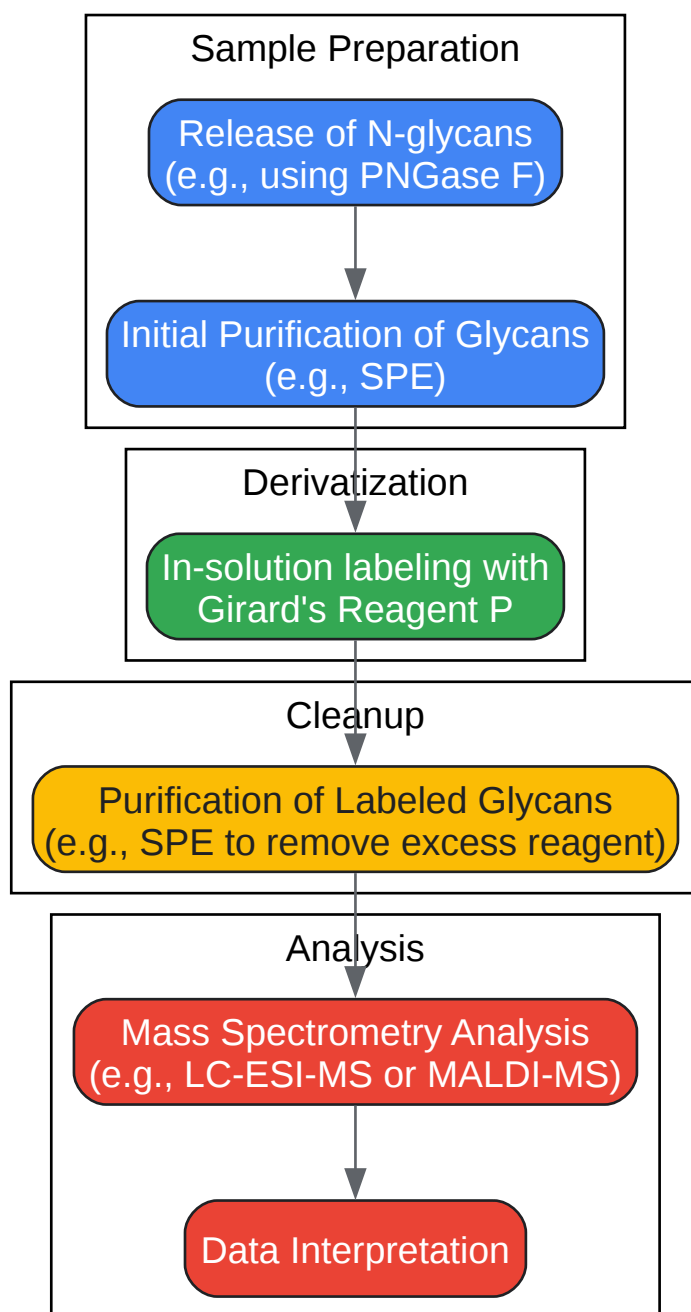 Sample Preparation
Release of N-glycans
(e.g., using PNGase F)
Initial Purification of Glycans
(e.g., SPE)
Derivatization
In-solution labeling with
Girard's Reagent P
Cleanup
Purification of Labeled Glycans
(e.g., SPE to remove excess reagent)
Analysis
Mass Spectrometry Analysis
(e.g., LC-ESI-MS or MALDI-MS)
Data Interpretation